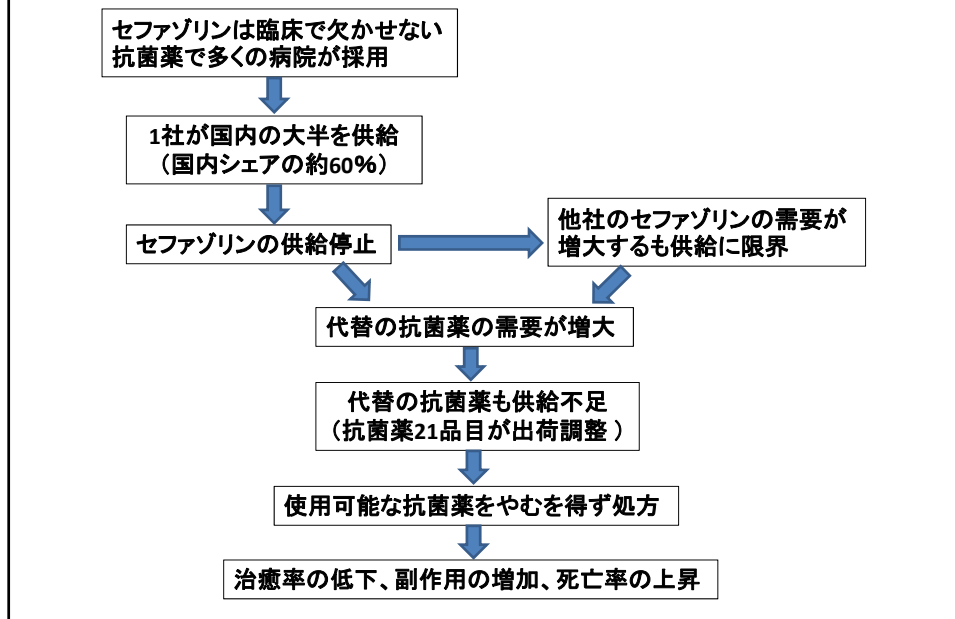 セファゾリンは臨床で欠かせない
抗菌薬で多くの病院が採用
1社が国内の大半を供給
（国内シェアの約60％）
セファゾリンの供給停止
他社のセファゾリンの需要が
増大するも供給に限界
代替の抗菌薬の需要が増大
代替の抗菌薬も供給不足
（抗菌薬21品目が出荷調整 ）
使用可能な抗菌薬をやむを得ず処方
治癒率の低下、副作用の増加、死亡率の上昇